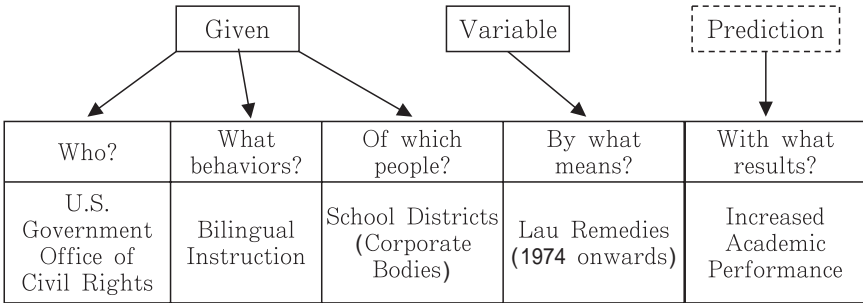 Given
Variable
Prediction
Who?
What
behaviors?
Of which
people?
By what
means?
With what
results?
U.S.
Government
Office of
Civil Rights
Bilingual
Instruction
School Districts
(Corporate
Bodies)
Lau Remedies
(1974 onwards)
Increased
Academic
Performance